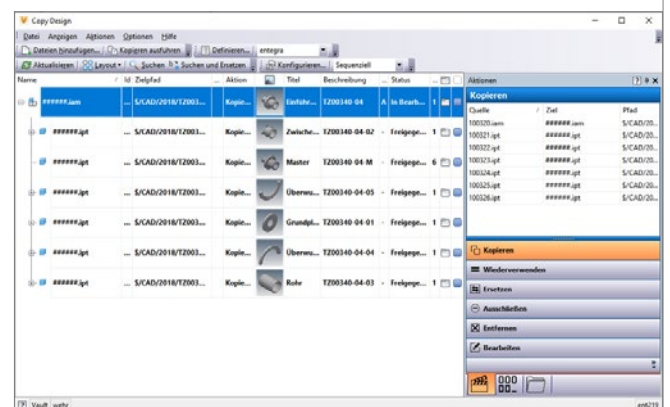 Copy Design
Datei Anzeigen Aktionen Optionen Hilfe
Dateien hinzufügen... Kopieren ausführen Definieren... entegra
Aktualisieren Layout Suchen Suchen und Ersetzen Konfigurieren... Sequenziell
Name / Id Zielpfad ... Aktion Titel Beschreibung ... Status ...
######.iam ... $/CAD/2018/TZ003... Kopie... Einführ... TZ00340-04 A In Bearb... 1
######.ipt ... $/CAD/2018/TZ003... Kopie... Zwische... TZ00340-04-02 - Freigege... 1
######.ipt ... $/CAD/2018/TZ003... Kopie... Master TZ00340-04-M - Freigege... 6
######.ipt ... $/CAD/2018/TZ003... Kopie... Überwu... TZ00340-04-05 - Freigege... 1
######.ipt ... $/CAD/2018/TZ003... Kopie... Grundpl... TZ00340-04-01 - Freigege... 1
######.ipt ... $/CAD/2018/TZ003... Kopie... Überwu... TZ00340-04-04 - Freigege... 1
######.ipt ... $/CAD/2018/TZ003... Kopie... Rohr TZ00340-04-03 - Freigege... 1
Aktionen
Kopieren
Quelle / Ziel Pfad
100320.iam ######.iam $/CAD/20...
100321.ipt ######.ipt $/CAD/20...
100322.ipt ######.ipt $/CAD/20...
100323.ipt ######.ipt $/CAD/20...
100324.ipt ######.ipt $/CAD/20...
100325.ipt ######.ipt $/CAD/20...
100326.ipt ######.ipt $/CAD/20...
Kopieren
Wiederverwenden
Ersetzen
Ausschließen
Entfernen
Bearbeiten
Vault wehr ent219